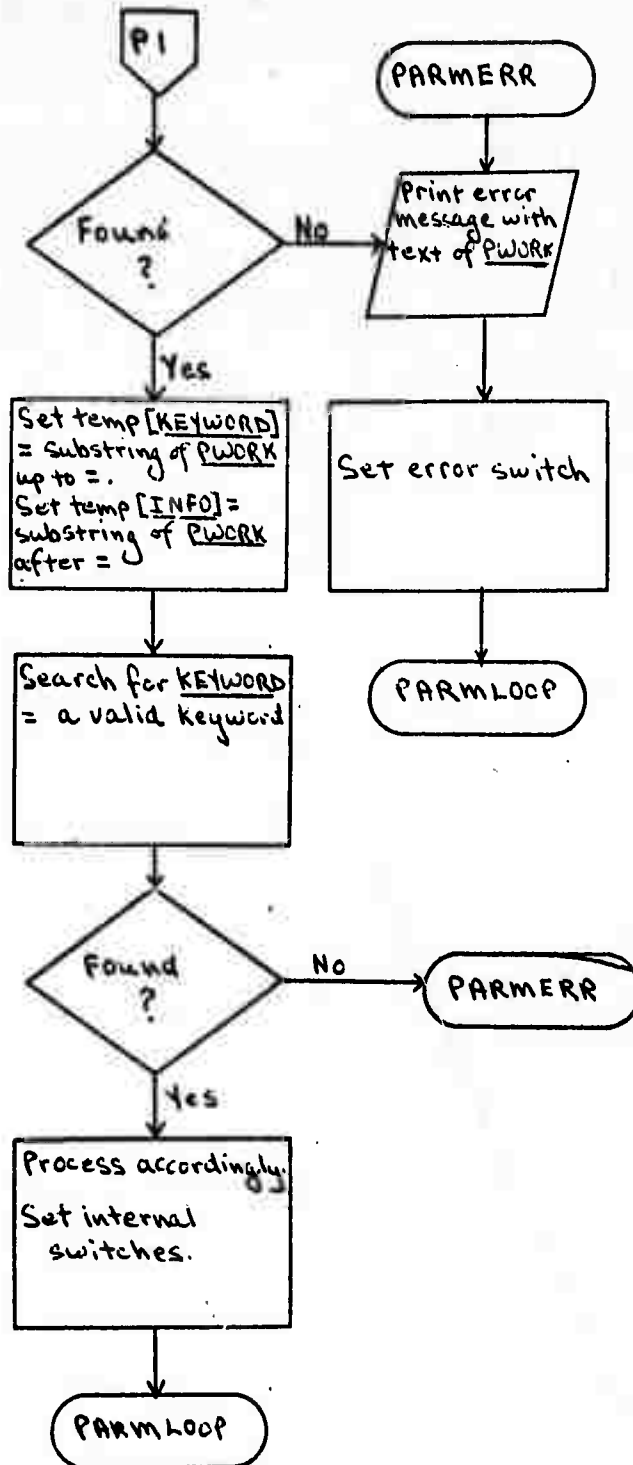 P1
Found
?
No
Yes
PARMERR
Print error
message with
text of PWORK
Set error switch
PARMLOOP
Set temp [KEYWORD]
= substring of PWORK
up to =.
Set temp [INFO] =
substring of PWORK
after =
Search for KEYWORD
= a valid keyword
Found
?
No
PARMERR
Yes
Process accordingly.
Set internal
switches.
PARMLOOP